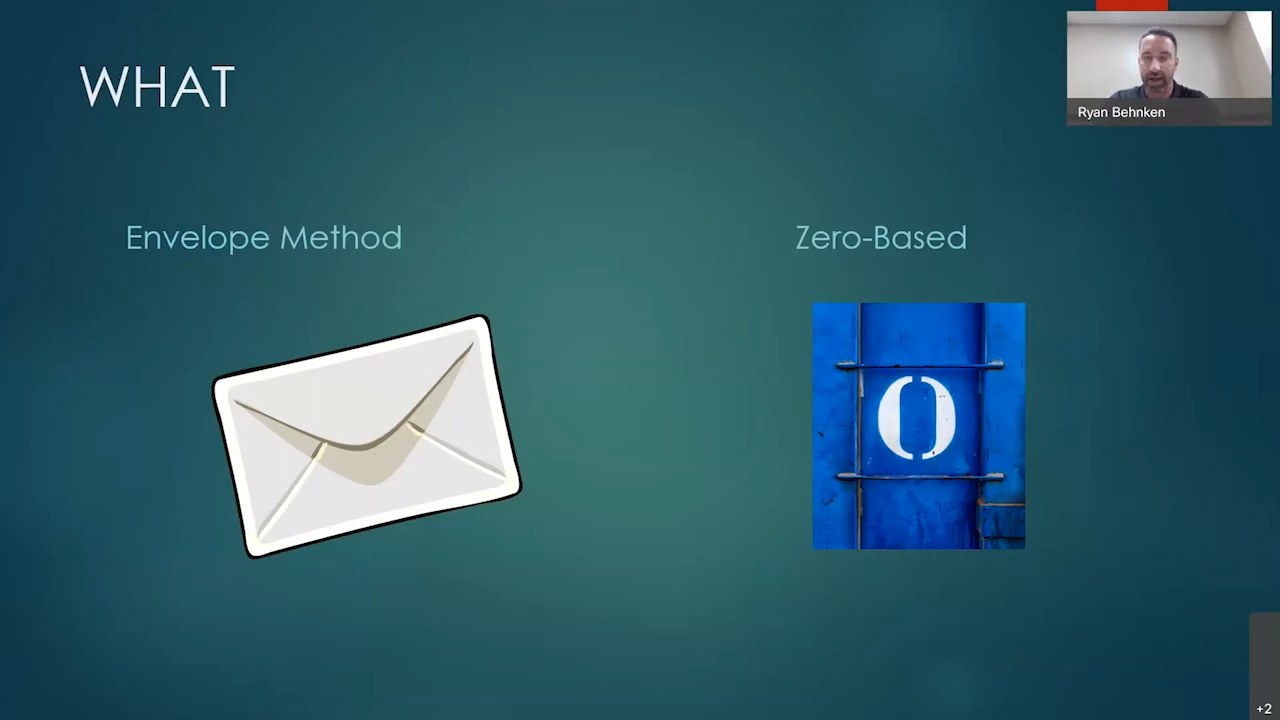 WHAT
Ryan Behnken
Envelope Method
Zero-Based
0
+2